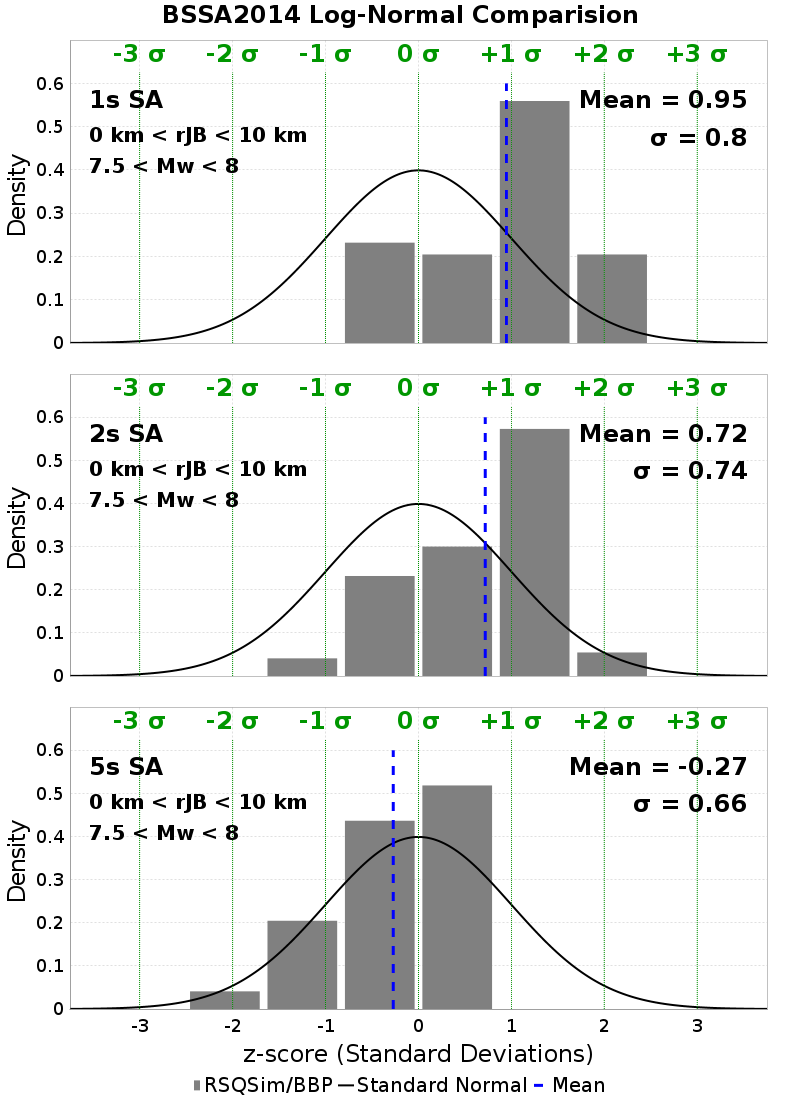 BSSA2014 Log-Normal Comparision
-3 σ -2 σ -1 σ 0 σ +1 σ +2 σ +3 σ
1s SA
Mean = 0.95
0 km < rJB < 10 km
σ = 0.8
7.5 < Mw < 8
Density
0.6
0.5
0.4
0.3
0.2
0.1
0
-3 σ -2 σ -1 σ 0 σ +1 σ +2 σ +3 σ
2s SA
Mean = 0.72
0 km < rJB < 10 km
σ = 0.74
7.5 < Mw < 8
Density
0.6
0.5
0.4
0.3
0.2
0.1
0
-3 σ -2 σ -1 σ 0 σ +1 σ +2 σ +3 σ
5s SA
Mean = -0.27
0 km < rJB < 10 km
σ = 0.66
7.5 < Mw < 8
Density
0.6
0.5
0.4
0.3
0.2
0.1
0
-3 -2 -1 0 1 2 3
z-score (Standard Deviations)
RSQSim/BBP Standard Normal Mean